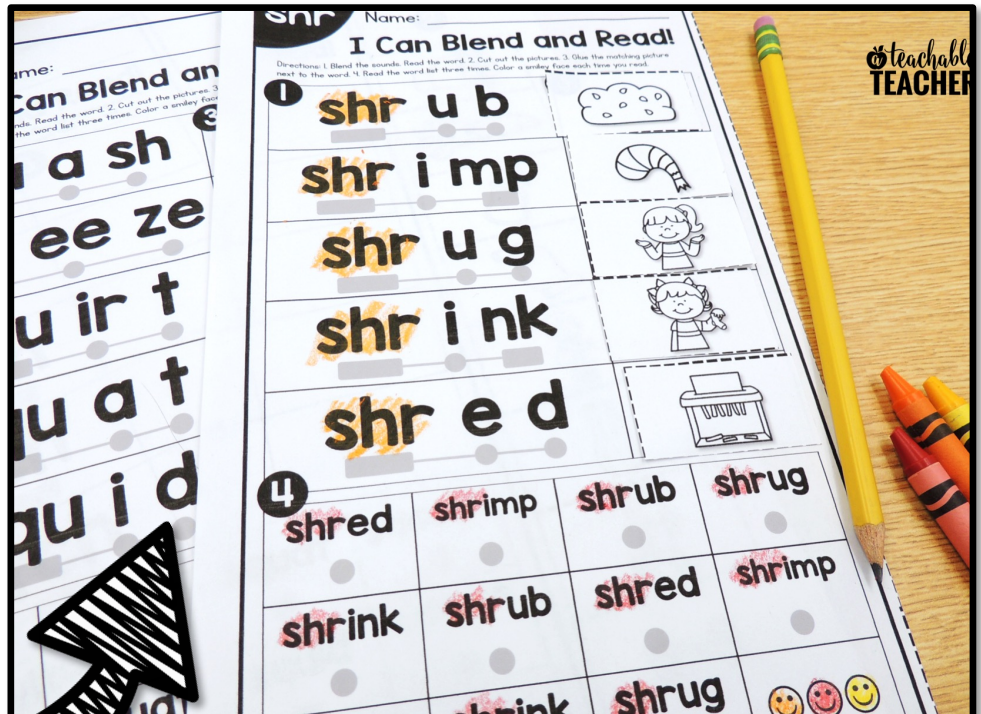 shr
Name:
I Can Blend and Read!
Directions: 1. Blend the sounds. Read the word. 2. Cut out the pictures. 3. Glue the matching picture
next to the word. 4. Read the word list three times. Color a smiley face each time you read.
1
shr u b
shr i mp
shr u g
shr i nk
shr e d
4
shred shrimp shrub shrug
shrink shrub shred shrimp
shrink shrug
ame:
Can Blend an
nds. Read the word. 2. Cut out the pictures. 3
the word list three times. Color a smiley face
3
a sh
ee ze
u ir t
qu a t
qu i d
teachable
TEACHER